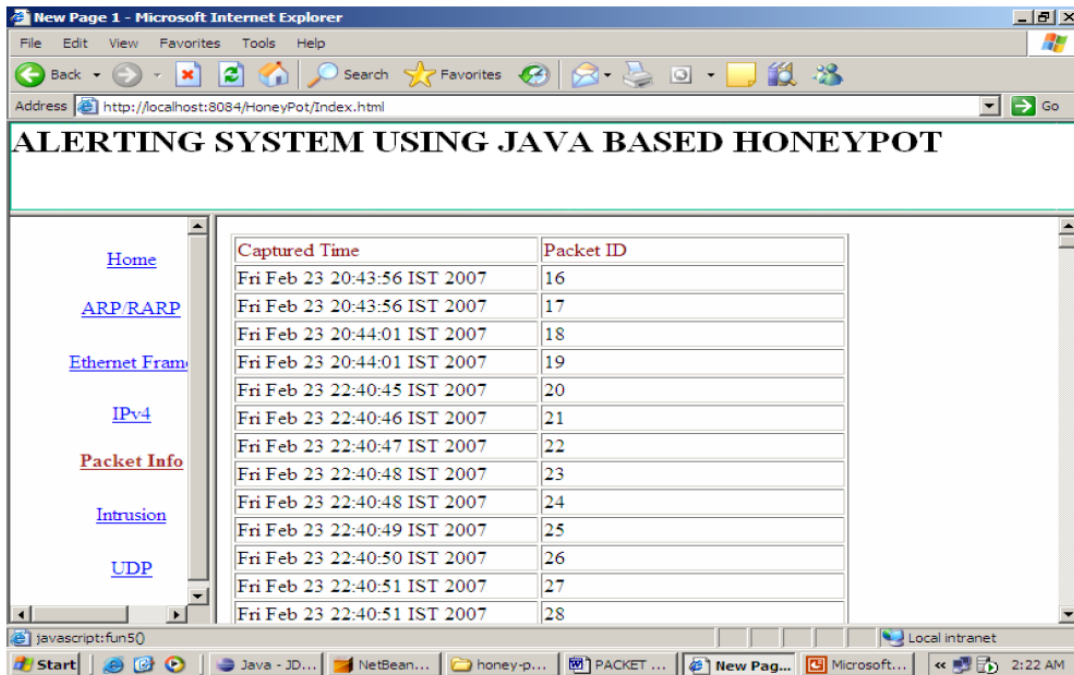 New Page 1 - Microsoft Internet Explorer
File Edit View Favorites Tools Help
Back Search Favorites
Address http://localhost:8084/HoneyPot/Index.html Go
ALERTING SYSTEM USING JAVA BASED HONEYPOT
Home
ARP/RARP
Ethernet Fram
IPv4
Packet Info
Intrusion
UDP
Captured Time Packet ID
Fri Feb 23 20:43:56 IST 2007 16
Fri Feb 23 20:43:56 IST 2007 17
Fri Feb 23 20:44:01 IST 2007 18
Fri Feb 23 20:44:01 IST 2007 19
Fri Feb 23 22:40:45 IST 2007 20
Fri Feb 23 22:40:46 IST 2007 21
Fri Feb 23 22:40:47 IST 2007 22
Fri Feb 23 22:40:48 IST 2007 23
Fri Feb 23 22:40:48 IST 2007 24
Fri Feb 23 22:40:49 IST 2007 25
Fri Feb 23 22:40:50 IST 2007 26
Fri Feb 23 22:40:51 IST 2007 27
Fri Feb 23 22:40:51 IST 2007 28
javascript:fun5() Local intranet
Start Java - JD... NetBean... honey-p... PACKET ... New Pag... Microsoft... « 2:22 AM